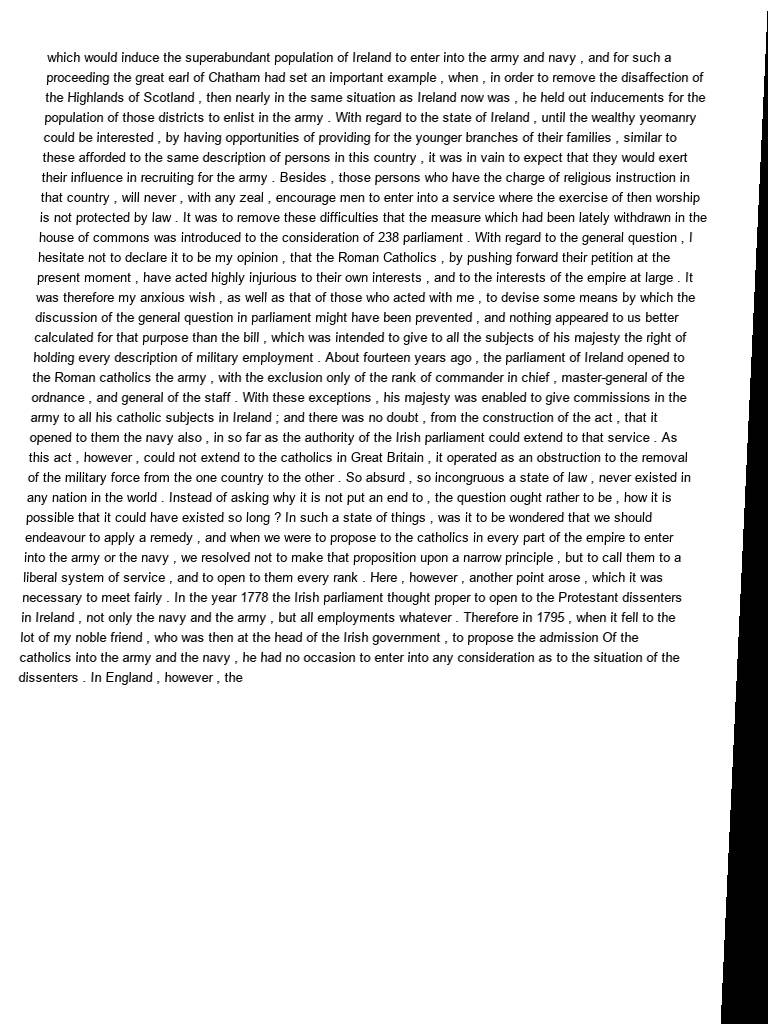 which would induce the superabundant population of Ireland to enter into the army and navy , and for such a
proceeding the great earl of Chatham had set an important example , when , in order to remove the disaffection of
the Highlands of Scotland , then nearly in the same situation as Ireland now was , he held out inducements for the
population of those districts to enlist in the army . With regard to the state of Ireland , until the wealthy yeomanry
could be interested , by having opportunities of providing for the younger branches of their families , similar to
these afforded to the same description of persons in this country , it was in vain to expect that they would exert
their influence in recruiting for the army . Besides , those persons who have the charge of religious instruction in
that country , will never , with any zeal , encourage men to enter into a service where the exercise of then worship
is not protected by law . It was to remove these difficulties that the measure which had been lately withdrawn in the
house of commons was introduced to the consideration of 238 parliament . With regard to the general question , I
hesitate not to declare it to be my opinion , that the Roman Catholics , by pushing forward their petition at the
present moment , have acted highly injurious to their own interests , and to the interests of the empire at large . It
was therefore my anxious wish , as well as that of those who acted with me , to devise some means by which the
discussion of the general question in parliament might have been prevented , and nothing appeared to us better
calculated for that purpose than the bill , which was intended to give to all the subjects of his majesty the right of
holding every description of military employment . About fourteen years ago , the parliament of Ireland opened to
the Roman catholics the army , with the exclusion only of the rank of commander in chief , master-general of the
ordnance , and general of the staff . With these exceptions , his majesty was enabled to give commissions in the
army to all his catholic subjects in Ireland ; and there was no doubt , from the construction of the act , that it
opened to them the navy also , in so far as the authority of the Irish parliament could extend to that service . As
this act , however , could not extend to the catholics in Great Britain , it operated as an obstruction to the removal
of the military force from the one country to the other . So absurd , so incongruous a state of law , never existed in
any nation in the world . Instead of asking why it is not put an end to , the question ought rather to be , how it is
possible that it could have existed so long ? In such a state of things , was it to be wondered that we should
endeavour to apply a remedy , and when we were to propose to the catholics in every part of the empire to enter
into the army or the navy , we resolved not to make that proposition upon a narrow principle , but to call them to a
liberal system of service , and to open to them every rank . Here , however , another point arose , which it was
necessary to meet fairly . In the year 1778 the Irish parliament thought proper to open to the Protestant dissenters
in Ireland , not only the navy and the army , but all employments whatever . Therefore in 1795 , when it fell to the
lot of my noble friend , who was then at the head of the Irish government , to propose the admission Of the
catholics into the army and the navy , he had no occasion to enter into any consideration as to the situation of the
dissenters . In England , however , the